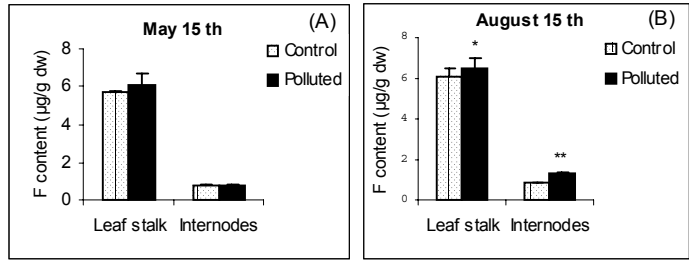 May 15 th
(A)
Control
Polluted
F content (µg/g dw)
8
6
4
2
0
Leaf stalk Internodes
August 15 th
(B)
Control
Polluted
*
**
F content (µg/g dw)
8
6
4
2
0
Leaf stalk Internodes